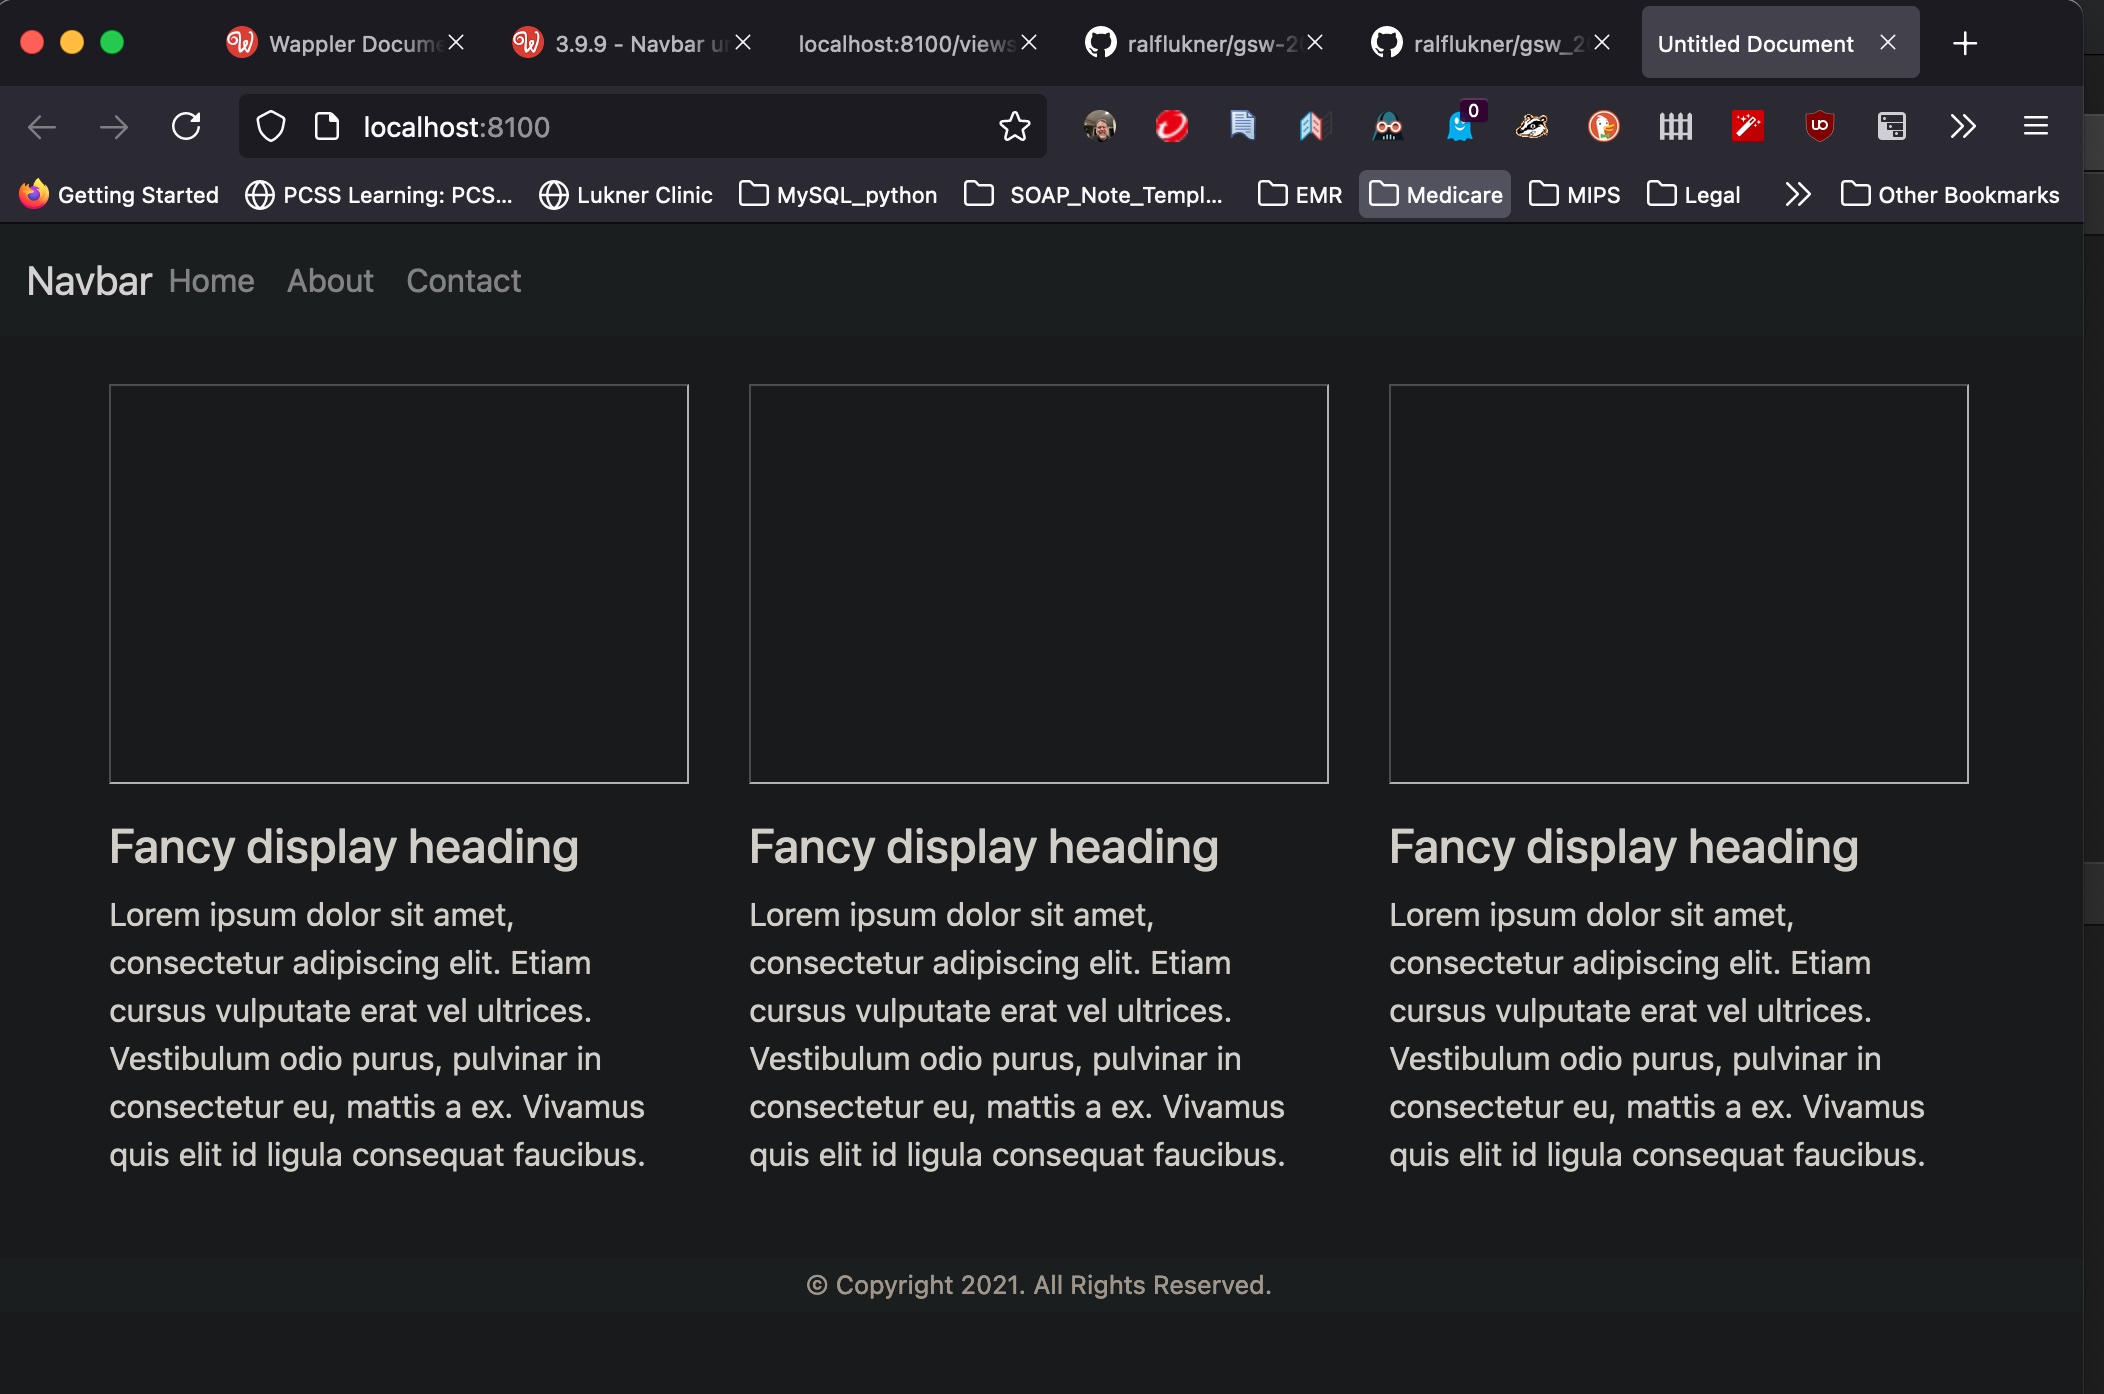 Wappler Docume
3.9.9 - Navbar u
localhost:8100/views
ralflukner/gsw-2
ralflukner/gsw_2
Untitled Document
localhost:8100
0
Getting Started
PCSS Learning: PCS...
Lukner Clinic
MySQL_python
SOAP_Note_Templ...
EMR
Medicare
MIPS
Legal
Other Bookmarks
Navbar Home About Contact
Fancy display heading
Lorem ipsum dolor sit amet,
consectetur adipiscing elit. Etiam
cursus vulputate erat vel ultrices.
Vestibulum odio purus, pulvinar in
consectetur eu, mattis a ex. Vivamus
quis elit id ligula consequat faucibus.
Fancy display heading
Lorem ipsum dolor sit amet,
consectetur adipiscing elit. Etiam
cursus vulputate erat vel ultrices.
Vestibulum odio purus, pulvinar in
consectetur eu, mattis a ex. Vivamus
quis elit id ligula consequat faucibus.
Fancy display heading
Lorem ipsum dolor sit amet,
consectetur adipiscing elit. Etiam
cursus vulputate erat vel ultrices.
Vestibulum odio purus, pulvinar in
consectetur eu, mattis a ex. Vivamus
quis elit id ligula consequat faucibus.
© Copyright 2021. All Rights Reserved.